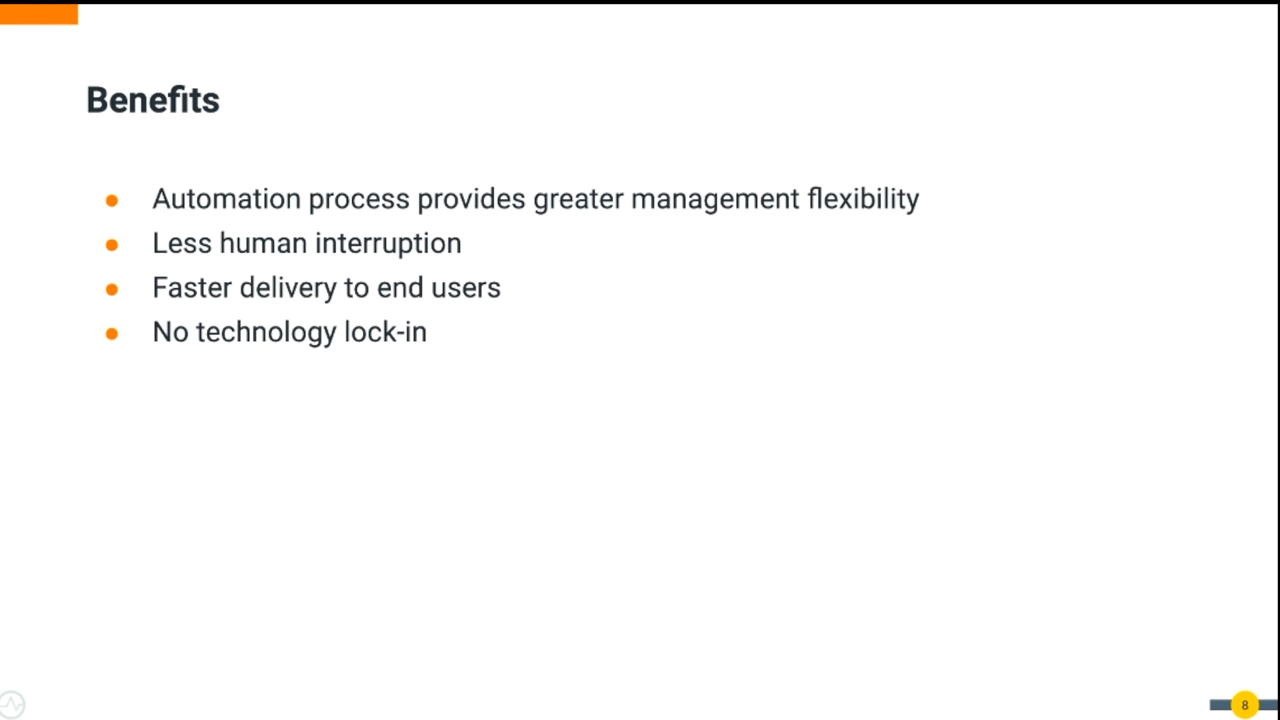 Benefits
Automation process provides greater management flexibility
Less human interruption
Faster delivery to end users
No technology lock-in
8